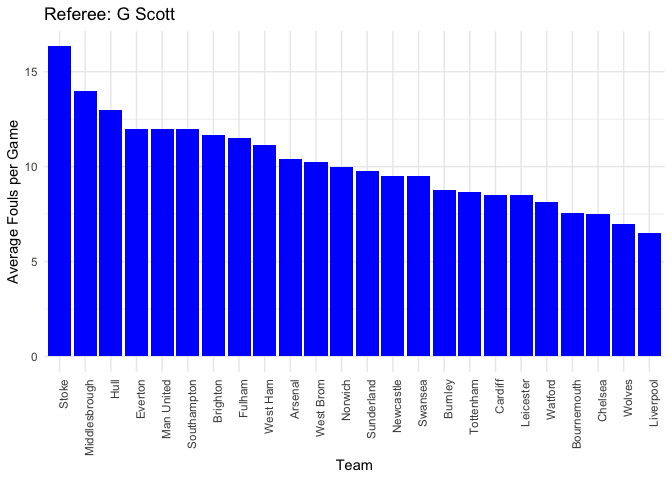 Referee: G Scott
Average Fouls per Game
15
10
5
0
Stoke
Middlesbrough
Hull
Everton
Man United
Southampton
Brighton
Fulham
West Ham
Arsenal
West Brom
Norwich
Sunderland
Newcastle
Swansea
Burnley
Tottenham
Cardiff
Leicester
Watford
Bournemouth
Chelsea
Wolves
Liverpool
Team